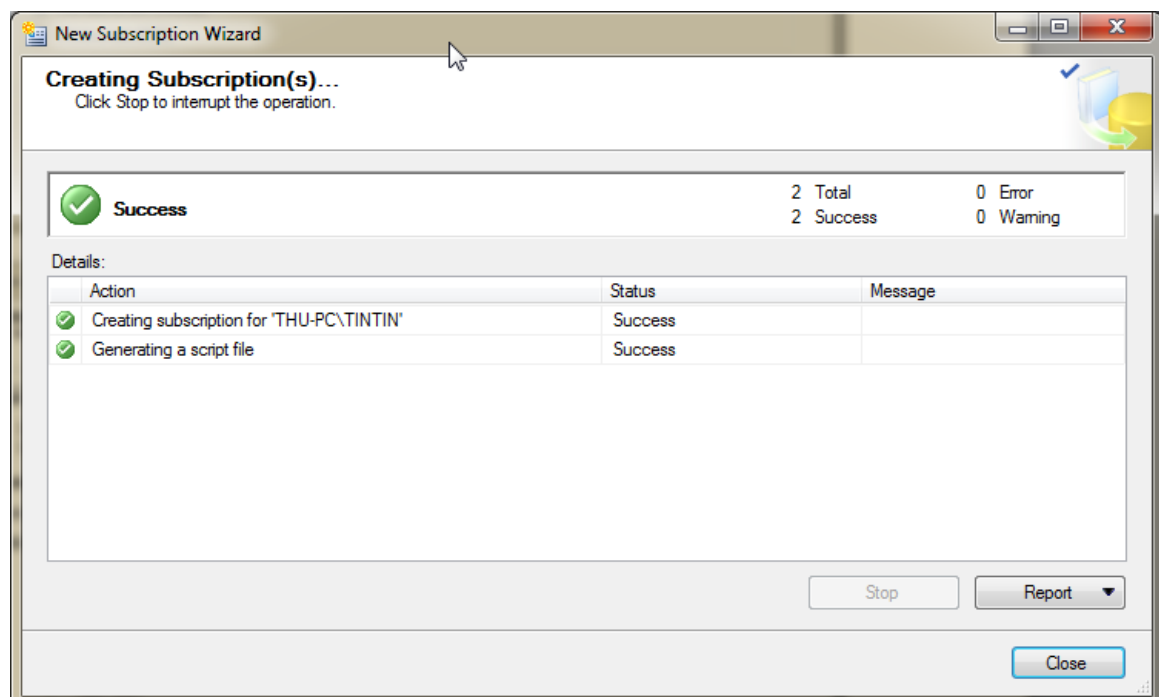 New Subscription Wizard
Creating Subscription(s)...
Click Stop to interrupt the operation.
Success
2 Total 0 Error
2 Success 0 Warning
Details:
Action Status Message
Creating subscription for 'THU-PC\TINTIN' Success
Generating a script file Success
Stop Report
Close